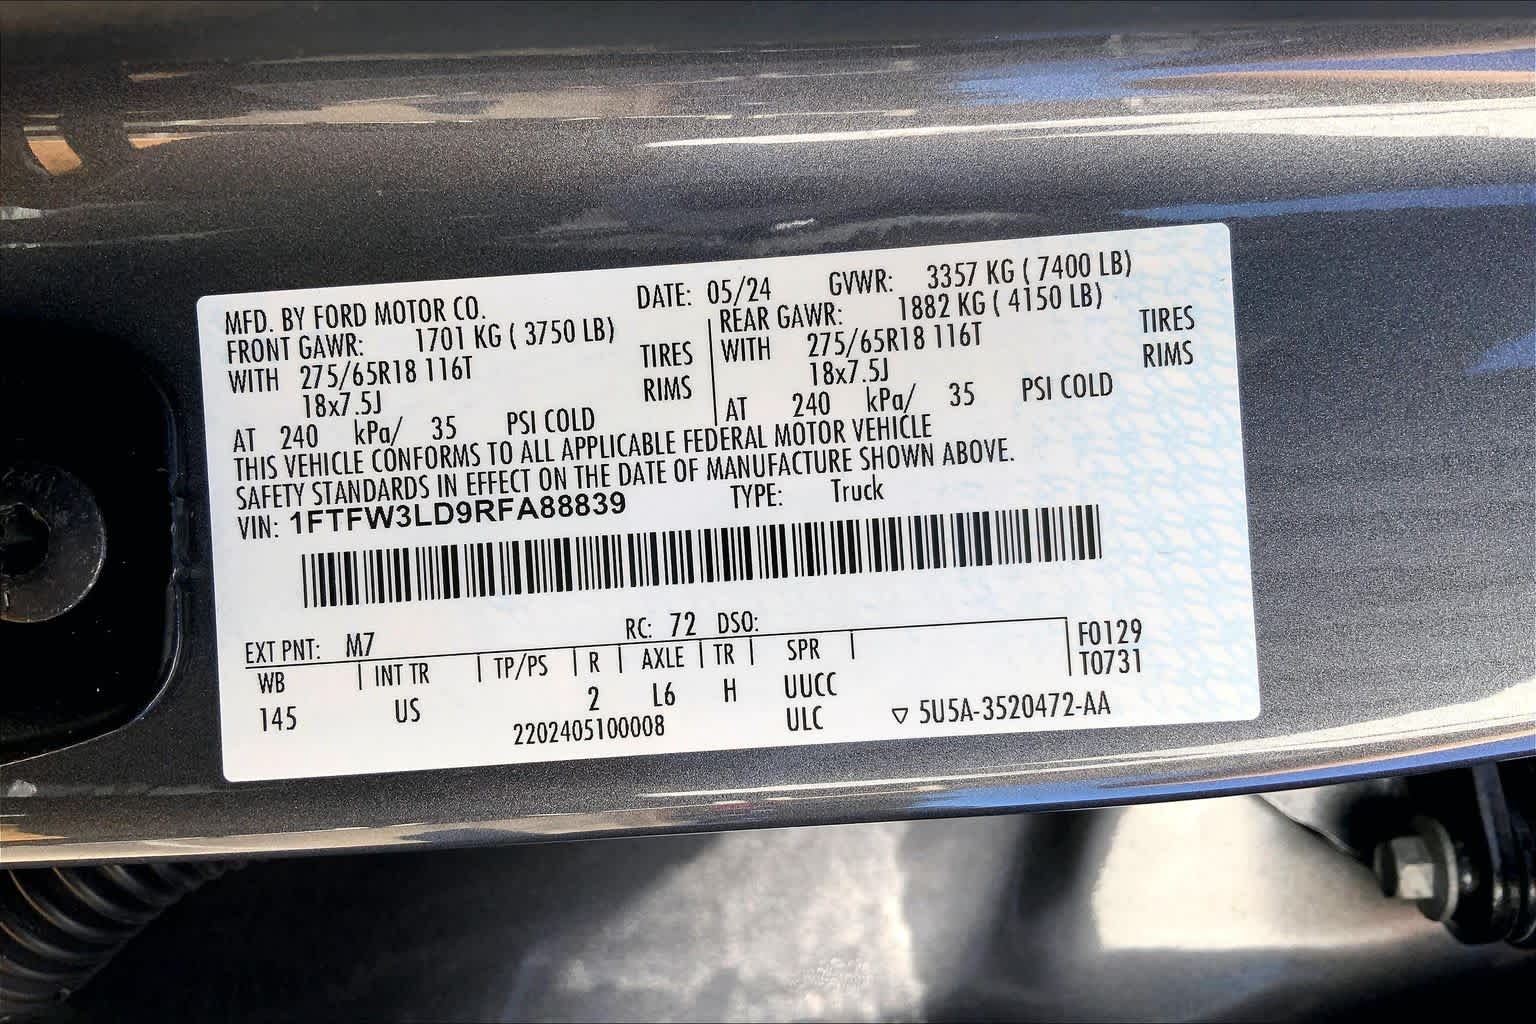 MFD. BY FORD MOTOR CO. DATE: 05/24 GVWR: 3357 KG ( 7400 LB)
FRONT GAWR: 1701 KG ( 3750 LB) REAR GAWR: 1882 KG ( 4150 LB)
WITH 275/65R18 116T TIRES WITH 275/65R18 116T TIRES
18x7.5J RIMS 18x7.5J RIMS
AT 240 kPa/ 35 PSI COLD AT 240 kPa/ 35 PSI COLD
THIS VEHICLE CONFORMS TO ALL APPLICABLE FEDERAL MOTOR VEHICLE
SAFETY STANDARDS IN EFFECT ON THE DATE OF MANUFACTURE SHOWN ABOVE.
VIN: 1FTFW3LD9RFA88839 TYPE: Truck
EXT PNT: M7 RC: 72 DSO: F0129
WB INT TR TP/PS R AXLE TR SPR T0731
145 US 2 L6 H UUCC
2202405100008 ULC ▽ 5U5A-3520472-AA